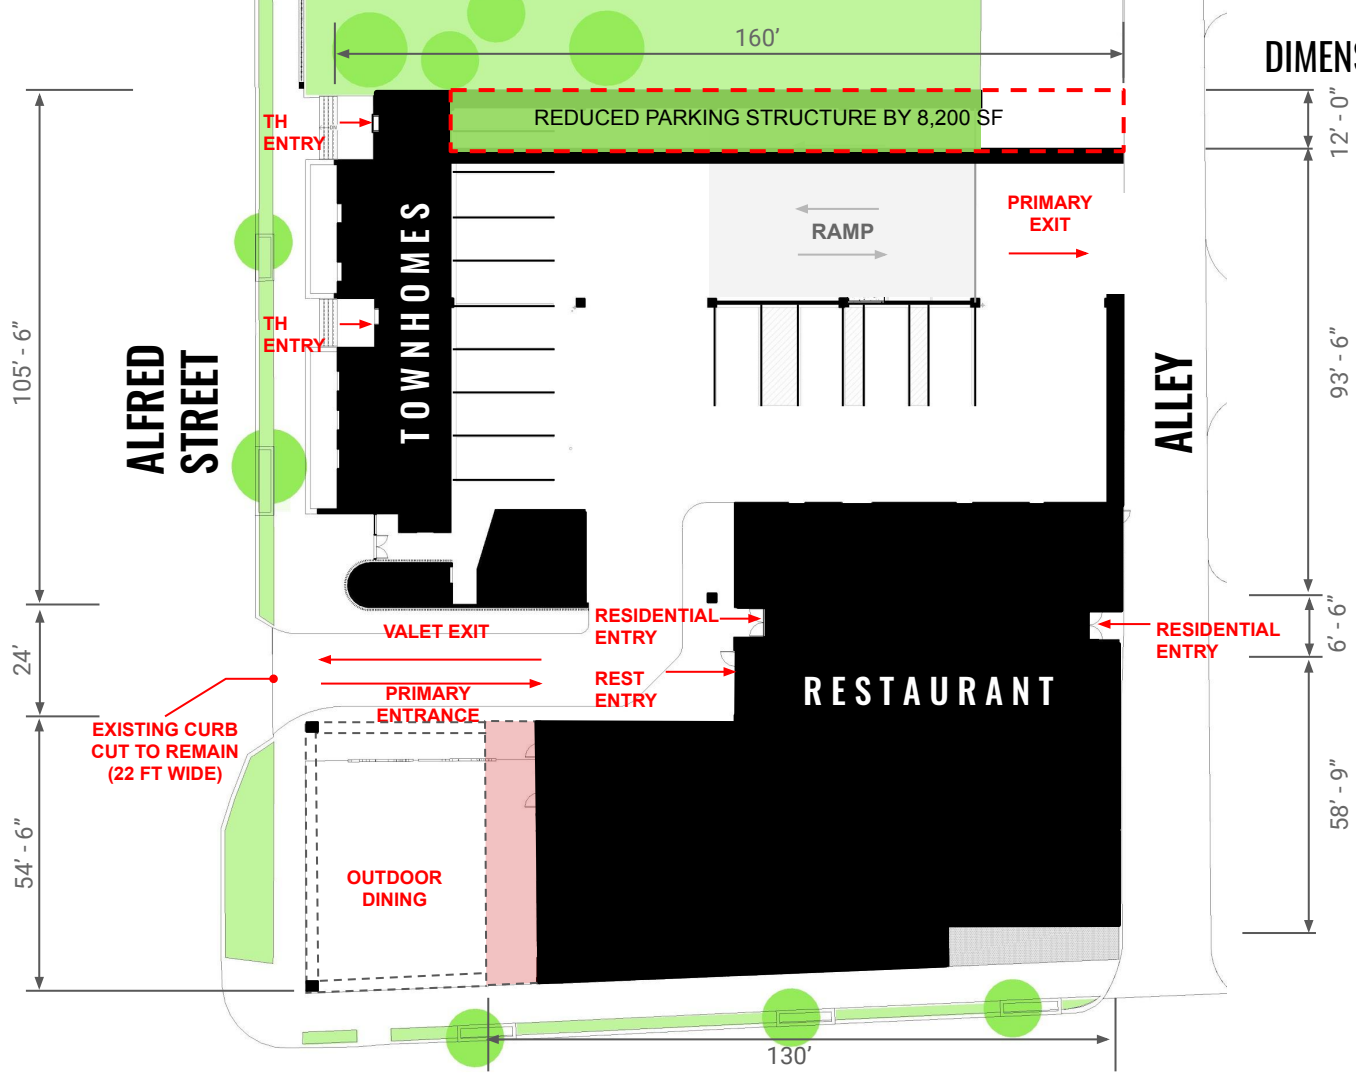 160’
DIMENS
REDUCED PARKING STRUCTURE BY 8,200 SF
12’ - 0”
TH
ENTRY
PRIMARY
EXIT
RAMP
TOWNHOMES
TH
ENTRY
105’ - 6”
ALFRED
STREET
93’ - 6”
ALLEY
VALET EXIT
RESIDENTIAL
ENTRY
RESIDENTIAL
ENTRY
6’ - 6”
24’
PRIMARY
ENTRANCE
REST
ENTRY
RESTAURANT
EXISTING CURB
CUT TO REMAIN
(22 FT WIDE)
58’ - 9”
54’ - 6”
OUTDOOR
DINING
130’